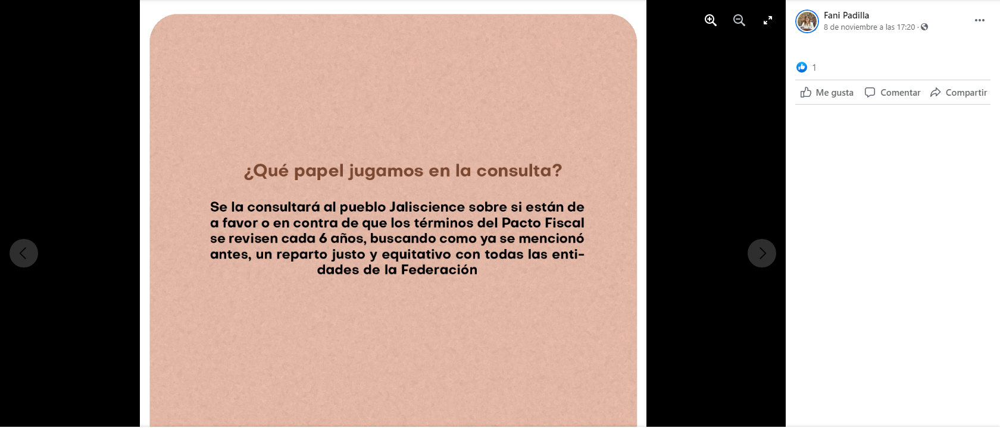 ¿Qué papel jugamos en la consulta?
Se la consultará al pueblo Jaliscience sobre si están de
a favor o en contra de que los términos del Pacto Fiscal
se revisen cada 6 años, buscando como ya se mencionó
antes, un reparto justo y equitativo con todas las enti-
dades de la Federación
Fani Padilla
8 de noviembre a las 17:20 ·
1
Me gusta
Comentar
Compartir